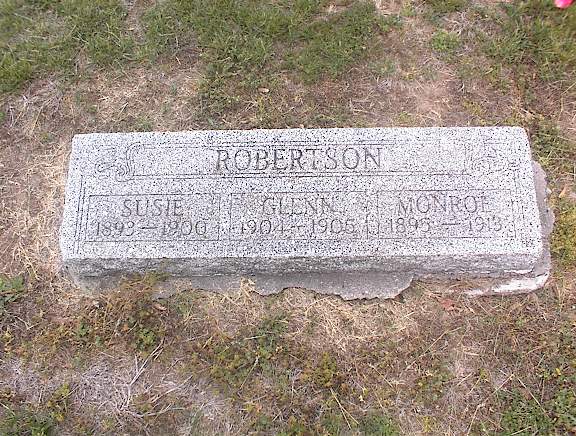 ROBERTSON
SUSIE GLENN MONROE
1893 — 1900 1904 — 1905 1895 — 1913